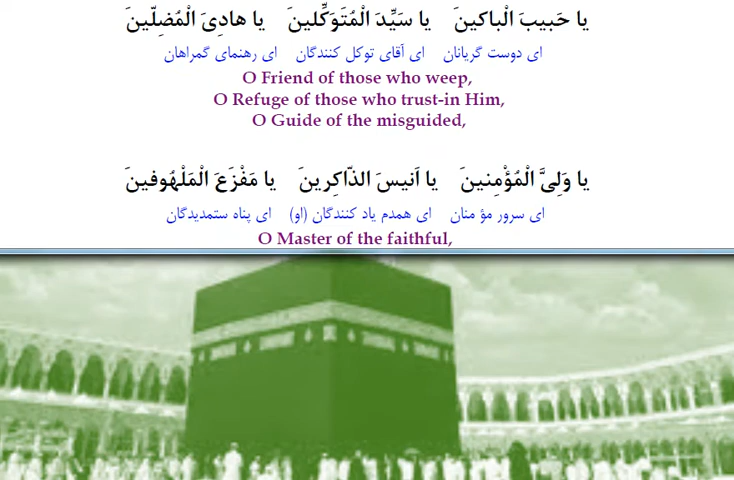 يا حَبيبَ الْباكينَ يا سَيِّدَ الْمُتَوَكِّلينَ يا هادِىَ الْمُضِلّينَ
ای دوست گریانان ای آقای توکل کنندگان ای رهنمای گمراهان
O Friend of those who weep,
O Refuge of those who trust-in Him,
O Guide of the misguided,
يا وَلِىَّ الْمُؤْمِنينَ يا اَنيسَ الذّاكِرينَ يا مَفْزَعَ الْمَلْهُوفينَ
ای سرور مؤ منان ای همدم یاد کنندگان (او) ای پناه ستمدیدگان
O Master of the faithful,